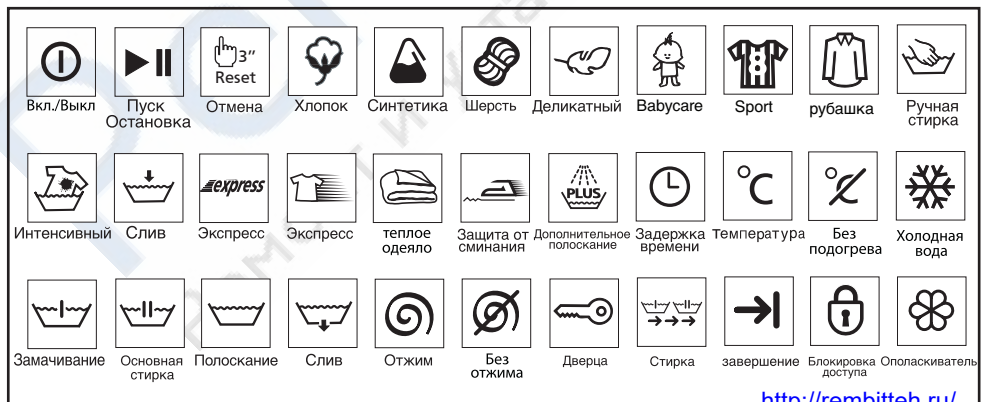 3" Reset
Вкл./Выкл
Пуск Остановка
Отмена
Хлопок
Синтетика
Шерсть
Деликатный
Babycare
Sport
рубашка
Ручная стирка
express
PLUS
°C
Интенсивный
Слив
Экспресс
Экспресс
теплое одеяло
Защита от сминания
Дополнительное полоскание
Задержка времени
температура
Без подогрева
Холодная вода
Замачивание
Основная стирка
Полоскание
Слив
Отжим
Без отжима
Дверца
Стирка
завершение
Блокировка доступа
Ополаскиватель
http://rembitteh.ru/